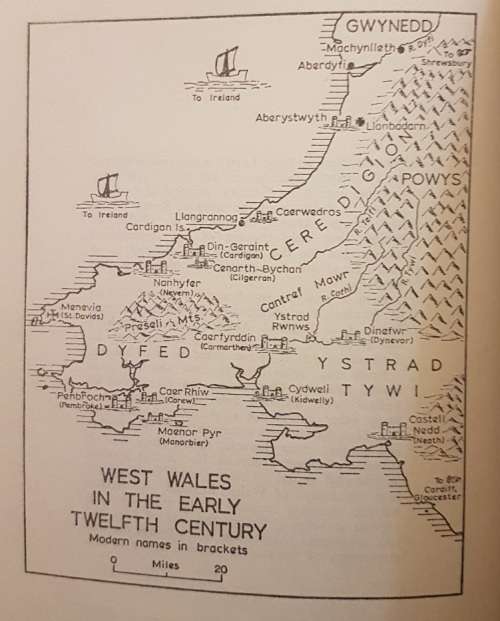 GWYNEDD
Machynlleth
R. Dyfi
To
Shrewsbury
Aberdyfi
To Ireland
Aberystwyth
Llanbadarn
CEREDIGION
POWYS
To Ireland
Llangrannog
Caerwedros
Cardigan Is.
R. Teifi
Din-Geraint
(Cardigan)
Cenarth-Bychan
(Cilgerran)
Nanhyfer
(Nevern)
Cantref Mawr
R. Cothi
R. Tywi
Menevia
(St. Davids)
Preseli Mts
Ystrad
Rwnws
Caerfyrddin
(Carmarthen)
Dinefwr
(Dynevor)
DYFED
YSTRAD
TYWI
Penbroch
(Pembroke)
Caer Rhiw
(Carew)
Cydweli
(Kidwelly)
Maenor Pyr
(Manorbier)
Castell
Nedd
(Neath)
To
Cardiff,
Gloucester
WEST WALES
IN THE EARLY
TWELFTH CENTURY
Modern names in brackets
0 Miles 20